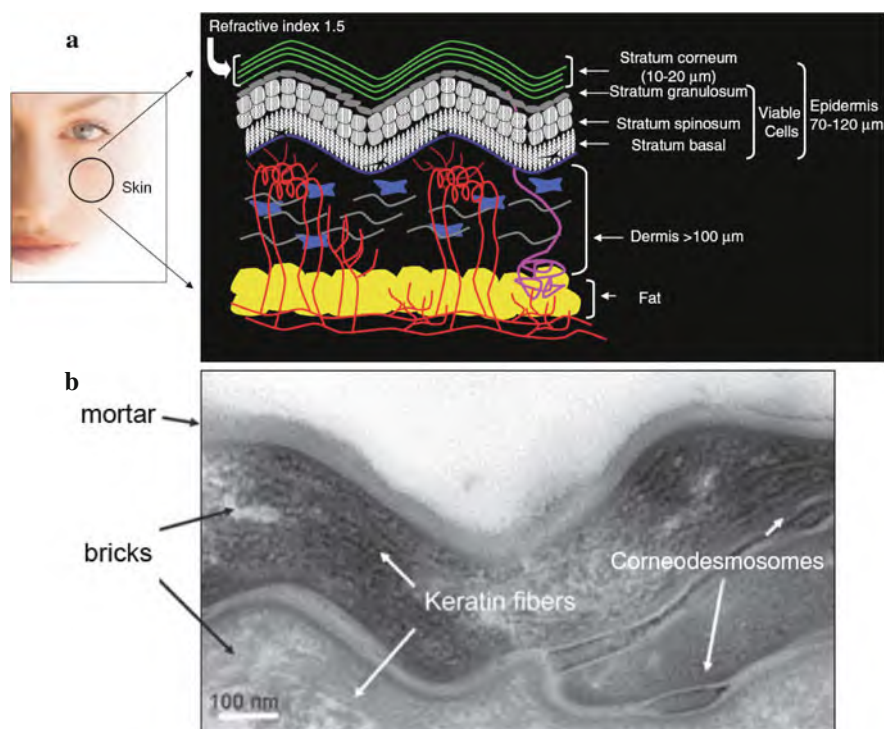 a
Refractive index 1.5
Skin
Stratum corneum
(10-20 μm)
Stratum granulosum
Stratum spinosum
Stratum basal
Viable
Cells
Epidermis
70-120 μm
Dermis >100 μm
Fat
b
mortar
bricks
Keratin fibers
Corneodesmosomes
100 nm